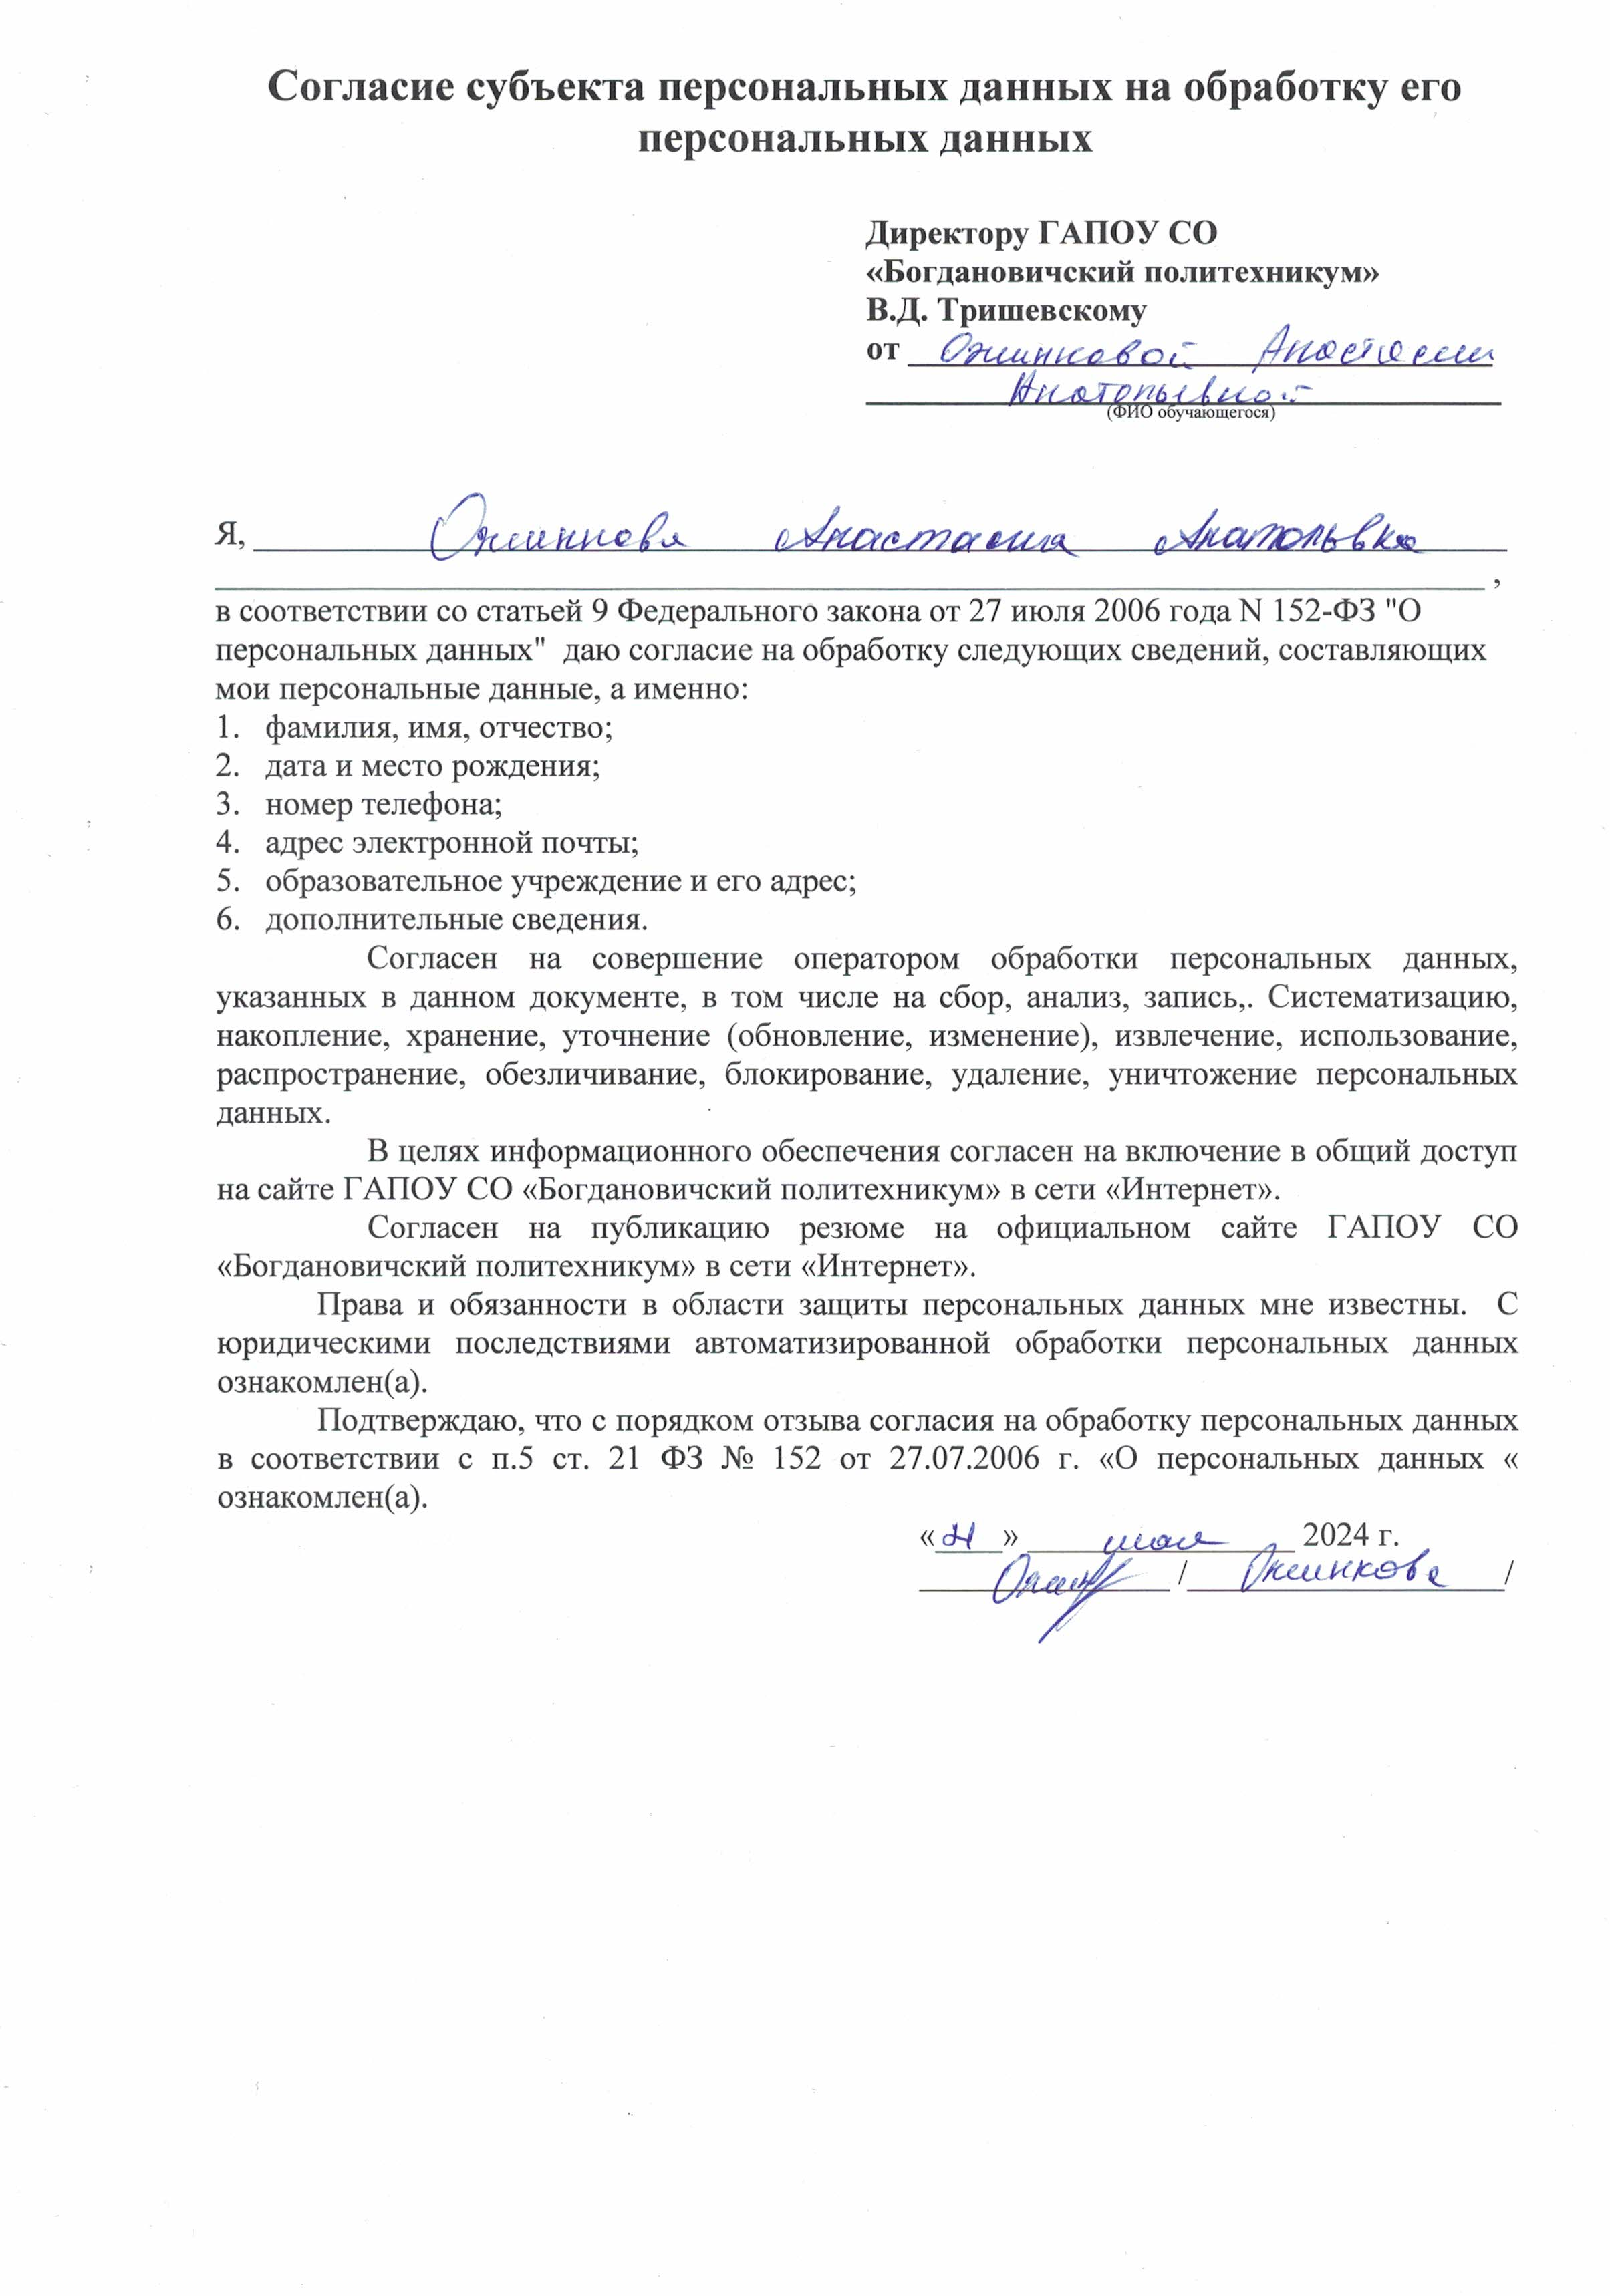 Согласие субъекта персональных данных на обработку его
персональных данных
Директору ГАПОУ СО
«Богдановичский политехникум»
В.Д. Тришевскому
от Ожинковой Анастасии
Анатольевной
(ФИО обучающегося)
Я, Ожинкова Анастасия
,
в соответствии со статьей 9 Федерального закона от 27 июля 2006 года N 152-ФЗ "О
персональных данных" даю согласие на обработку следующих сведений, составляющих
мои персональные данные, а именно:
1. фамилия, имя, отчество;
2. дата и место рождения;
3. номер телефона;
4. адрес электронной почты;
5. образовательное учреждение и его адрес;
6. дополнительные сведения.
Согласен на совершение оператором обработки персональных данных,
указанных в данном документе, в том числе на сбор, анализ, запись,. Систематизацию,
накопление, хранение, уточнение (обновление, изменение), извлечение, использование,
распространение, обезличивание, блокирование, удаление, уничтожение персональных
данных.
В целях информационного обеспечения согласен на включение в общий доступ
на сайте ГАПОУ СО «Богдановичский политехникум» в сети «Интернет».
Согласен на публикацию резюме на официальном сайте ГАПОУ СО
«Богдановичский политехникум» в сети «Интернет».
Права и обязанности в области защиты персональных данных мне известны. С
юридическими последствиями автоматизированной обработки персональных данных
ознакомлен(а).
Подтверждаю, что с порядком отзыва согласия на обработку персональных данных
в соответствии с п.5 ст. 21 ФЗ № 152 от 27.07.2006 г. «О персональных данных «
ознакомлен(а).
« » мая 2024 г.
/ Ожинкова /